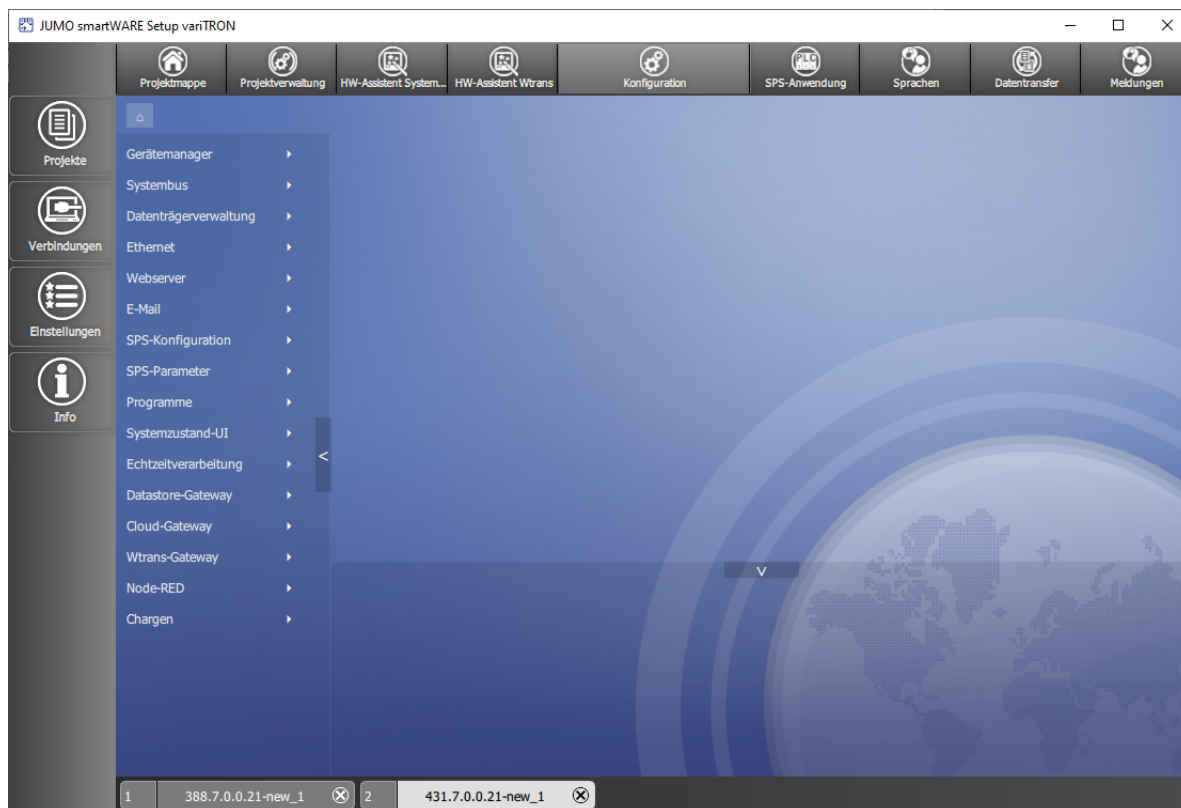 JUMO smartWARE Setup variTRON
Projektmappe
Projektverwaltung
HW-Assistent System...
HW-Assistent Wtrans
Konfiguration
SPS-Anwendung
Sprachen
Datentransfer
Meldungen
Projekte
Verbindungen
Einstellungen
Info
Gerätemanager
Systembus
Datenträgerverwaltung
Ethernet
Webserver
E-Mail
SPS-Konfiguration
SPS-Parameter
Programme
Systemzustand-UI
Echtzeitverarbeitung
Datastore-Gateway
Cloud-Gateway
Wtrans-Gateway
Node-RED
Chargen
1 388.7.0.0.21-new_1
2 431.7.0.0.21-new_1